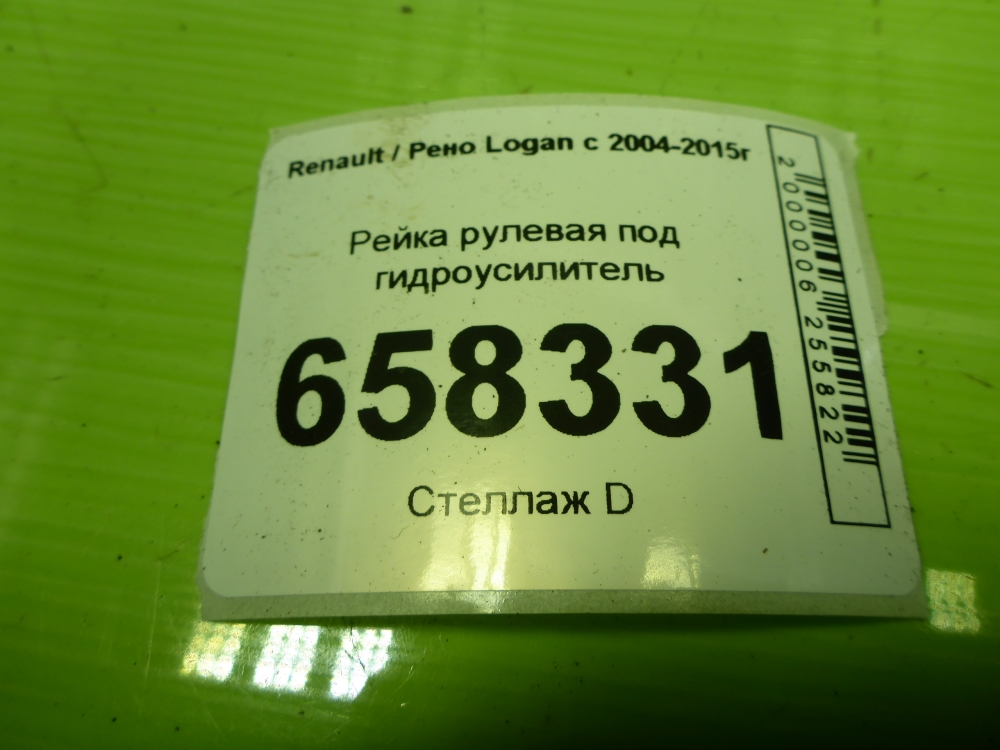 Renault / Рено Logan с 2004-2015г
Рейка рулевая под
гидроусилитель
658331
Стеллаж D
2000006255822